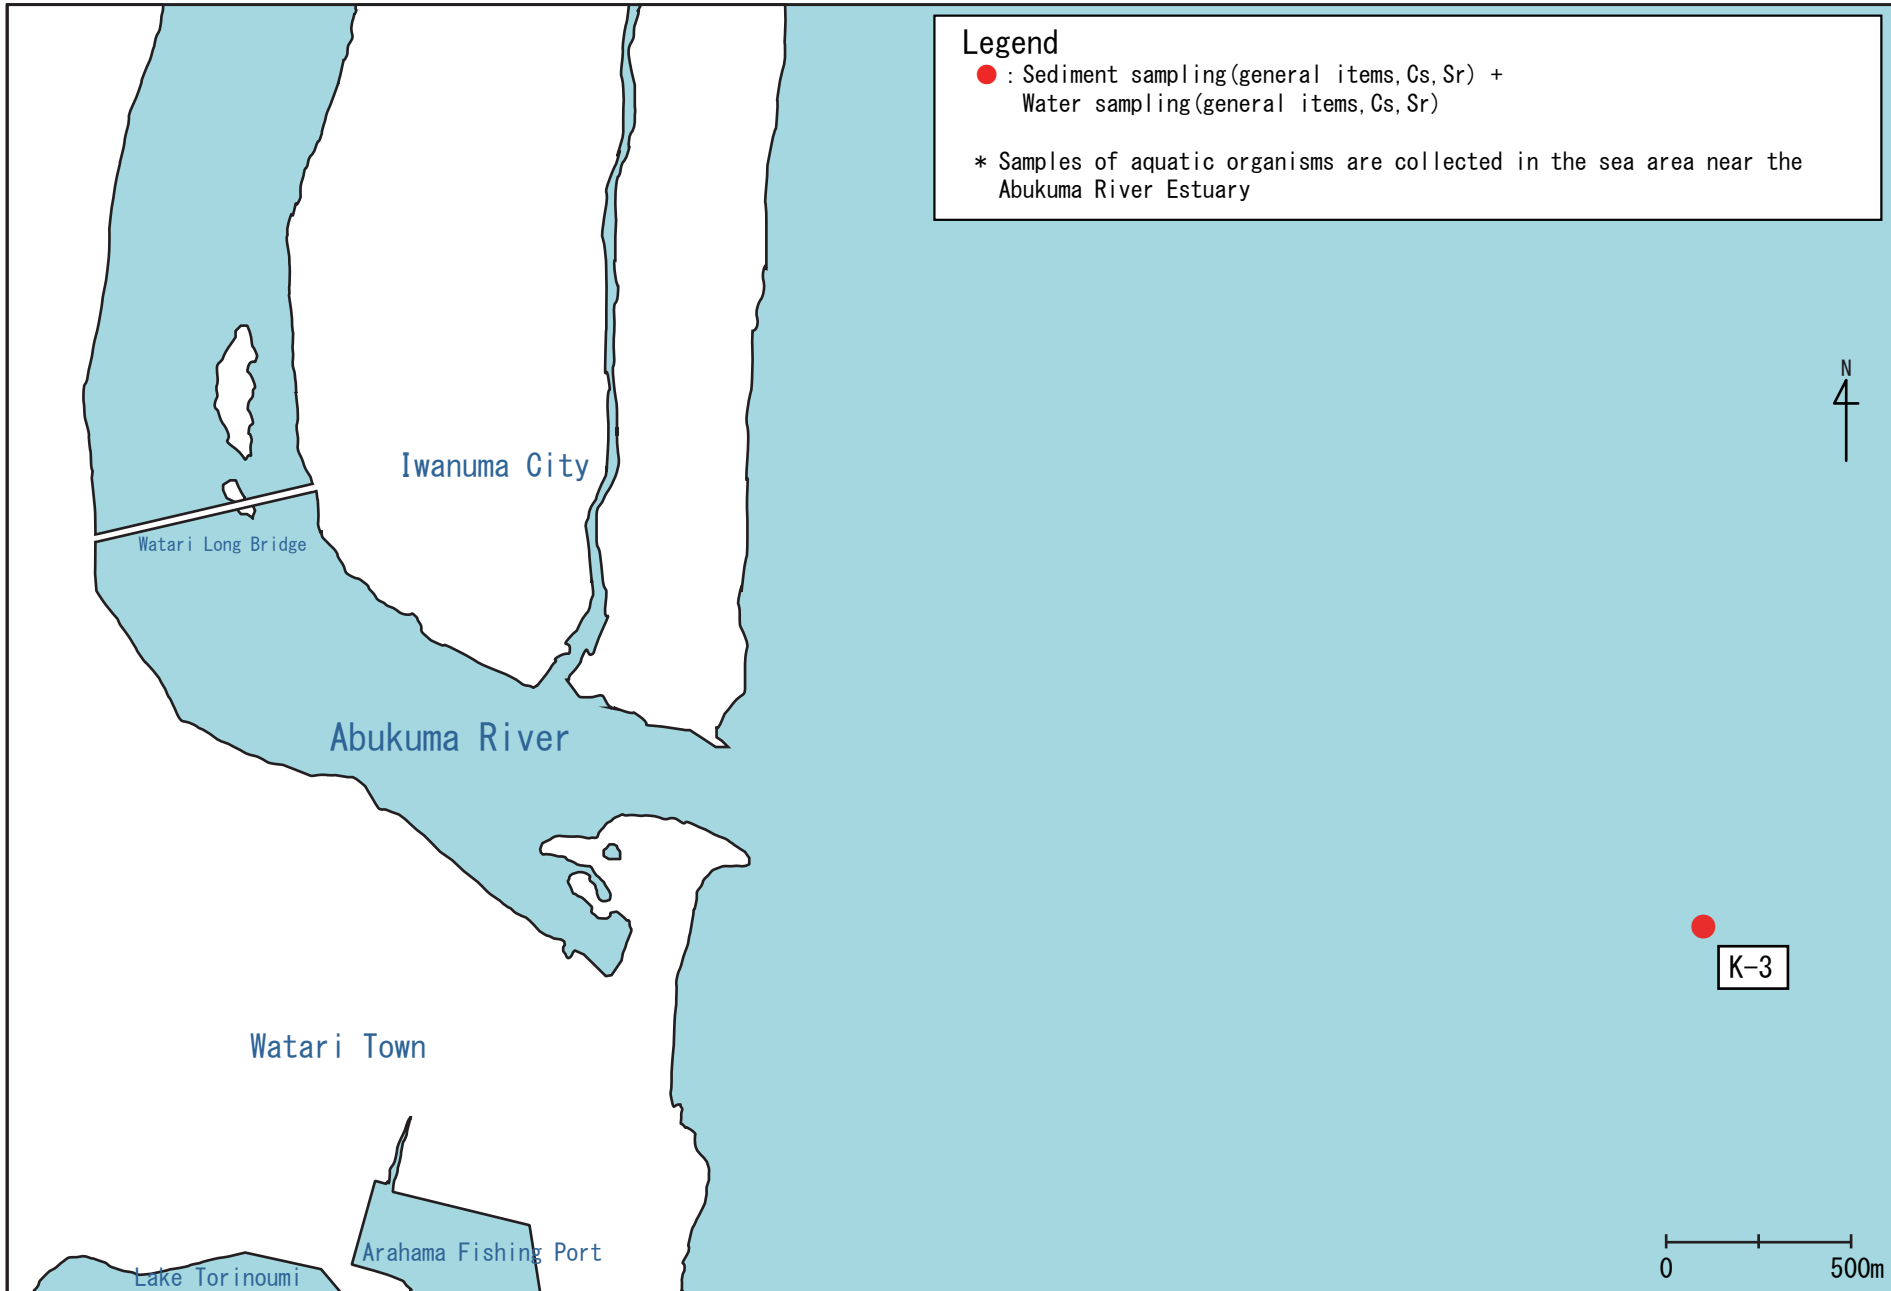 Legend
● : Sediment sampling(general items,Cs,Sr) +
Water sampling(general items,Cs,Sr)
* Samples of aquatic organisms are collected in the sea area near the
Abukuma River Estuary
N
Iwanuma City
Watari Long Bridge
Abukuma River
K-3
Watari Town
Arahama Fishing Port
Lake Torinoumi
0 500m